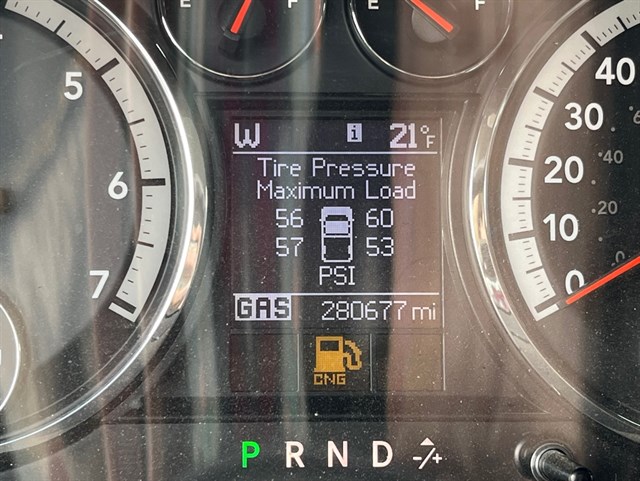 E F E F
W i 21°F
Tire Pressure
Maximum Load
56 60
57 53
PSI
GAS 280677 mi
CNG
P R N D -/+
5
6
7
40
30
20
10
0
40
20